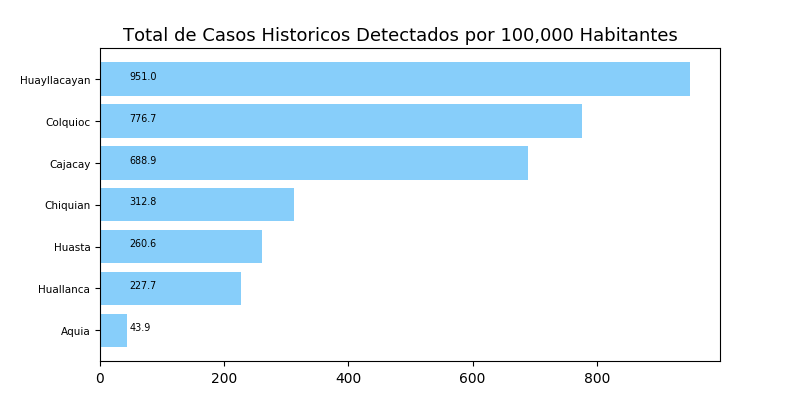 Total de Casos Historicos Detectados por 100,000 Habitantes
Huayllacayan 951.0
Colquioc 776.7
Cajacay 688.9
Chiquian 312.8
Huasta 260.6
Huallanca 227.7
Aquia 43.9
0 200 400 600 800